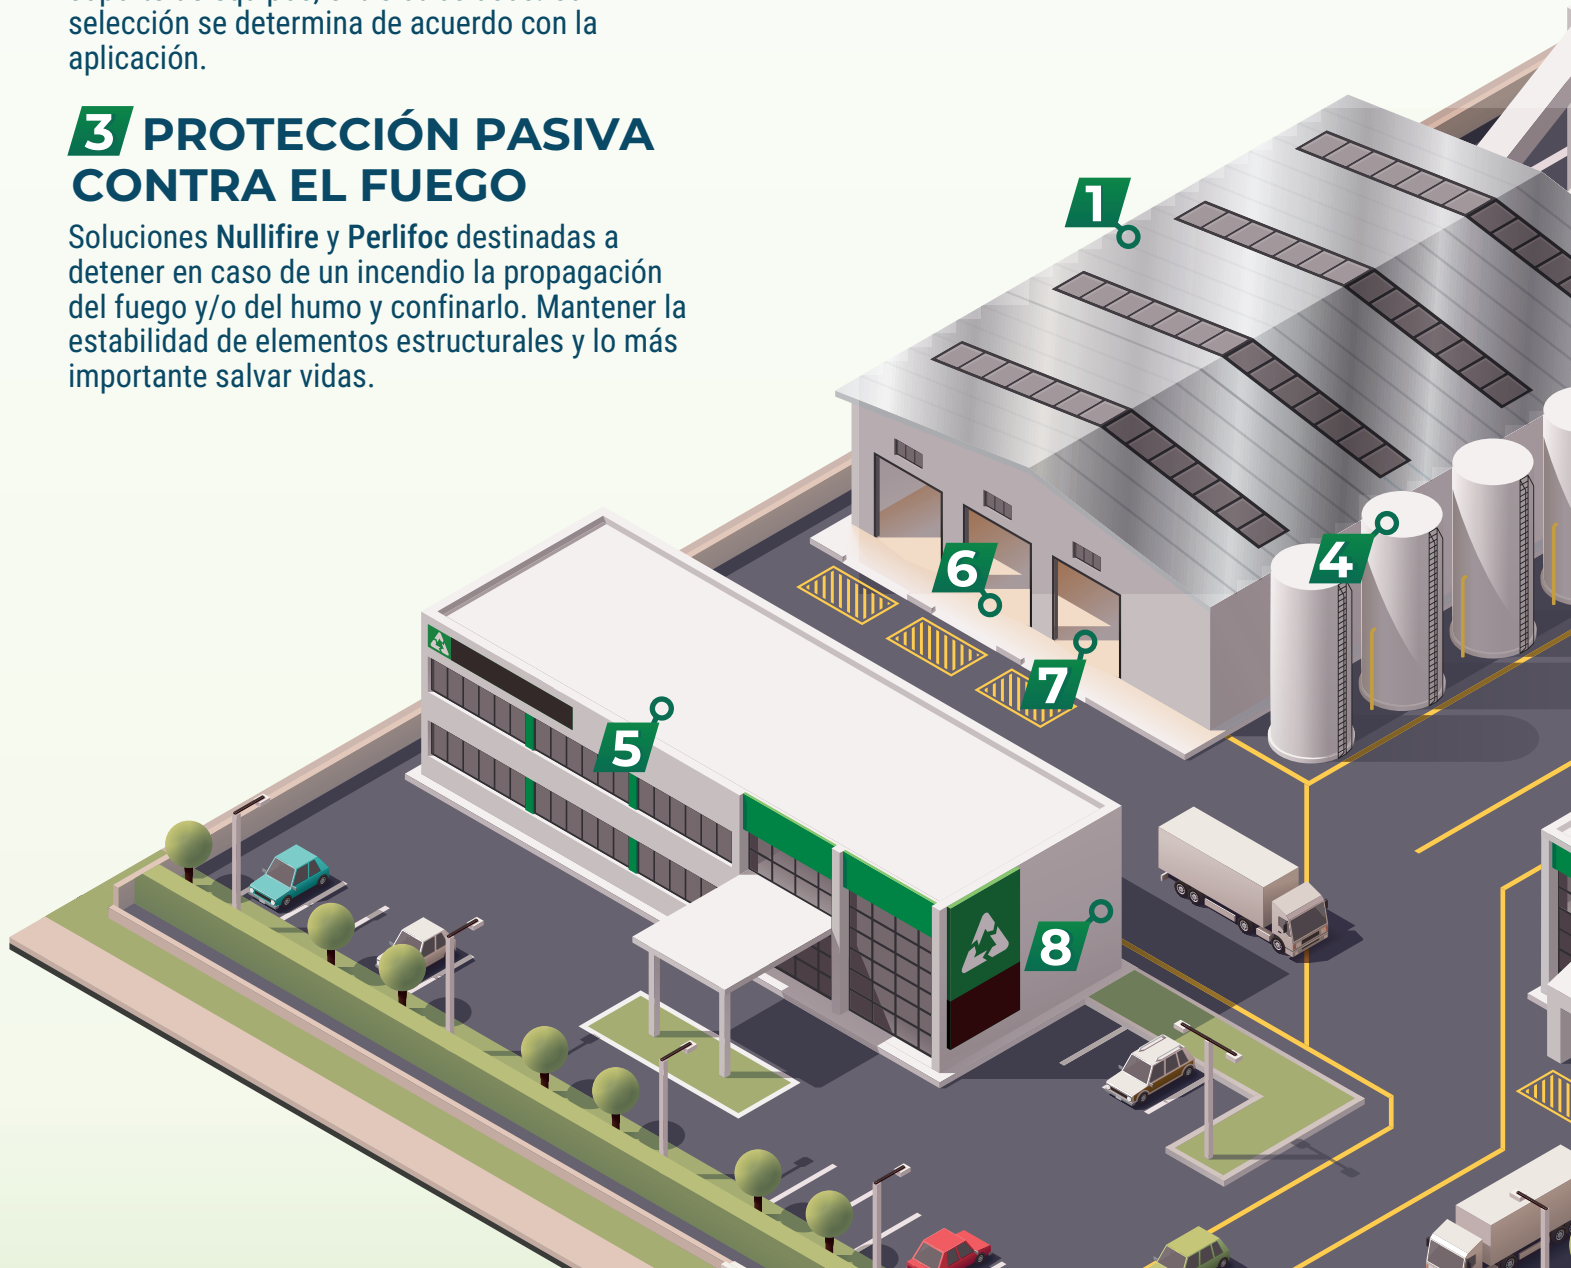 selección se determina de acuerdo con la
aplicación.
3 PROTECCIÓN PASIVA
CONTRA EL FUEGO
Soluciones Nullifire y Perlifoc destinadas a
detener en caso de un incendio la propagación
del fuego y/o del humo y confinarlo. Mantener la
estabilidad de elementos estructurales y lo más
importante salvar vidas.
1
4
6
7
5
8